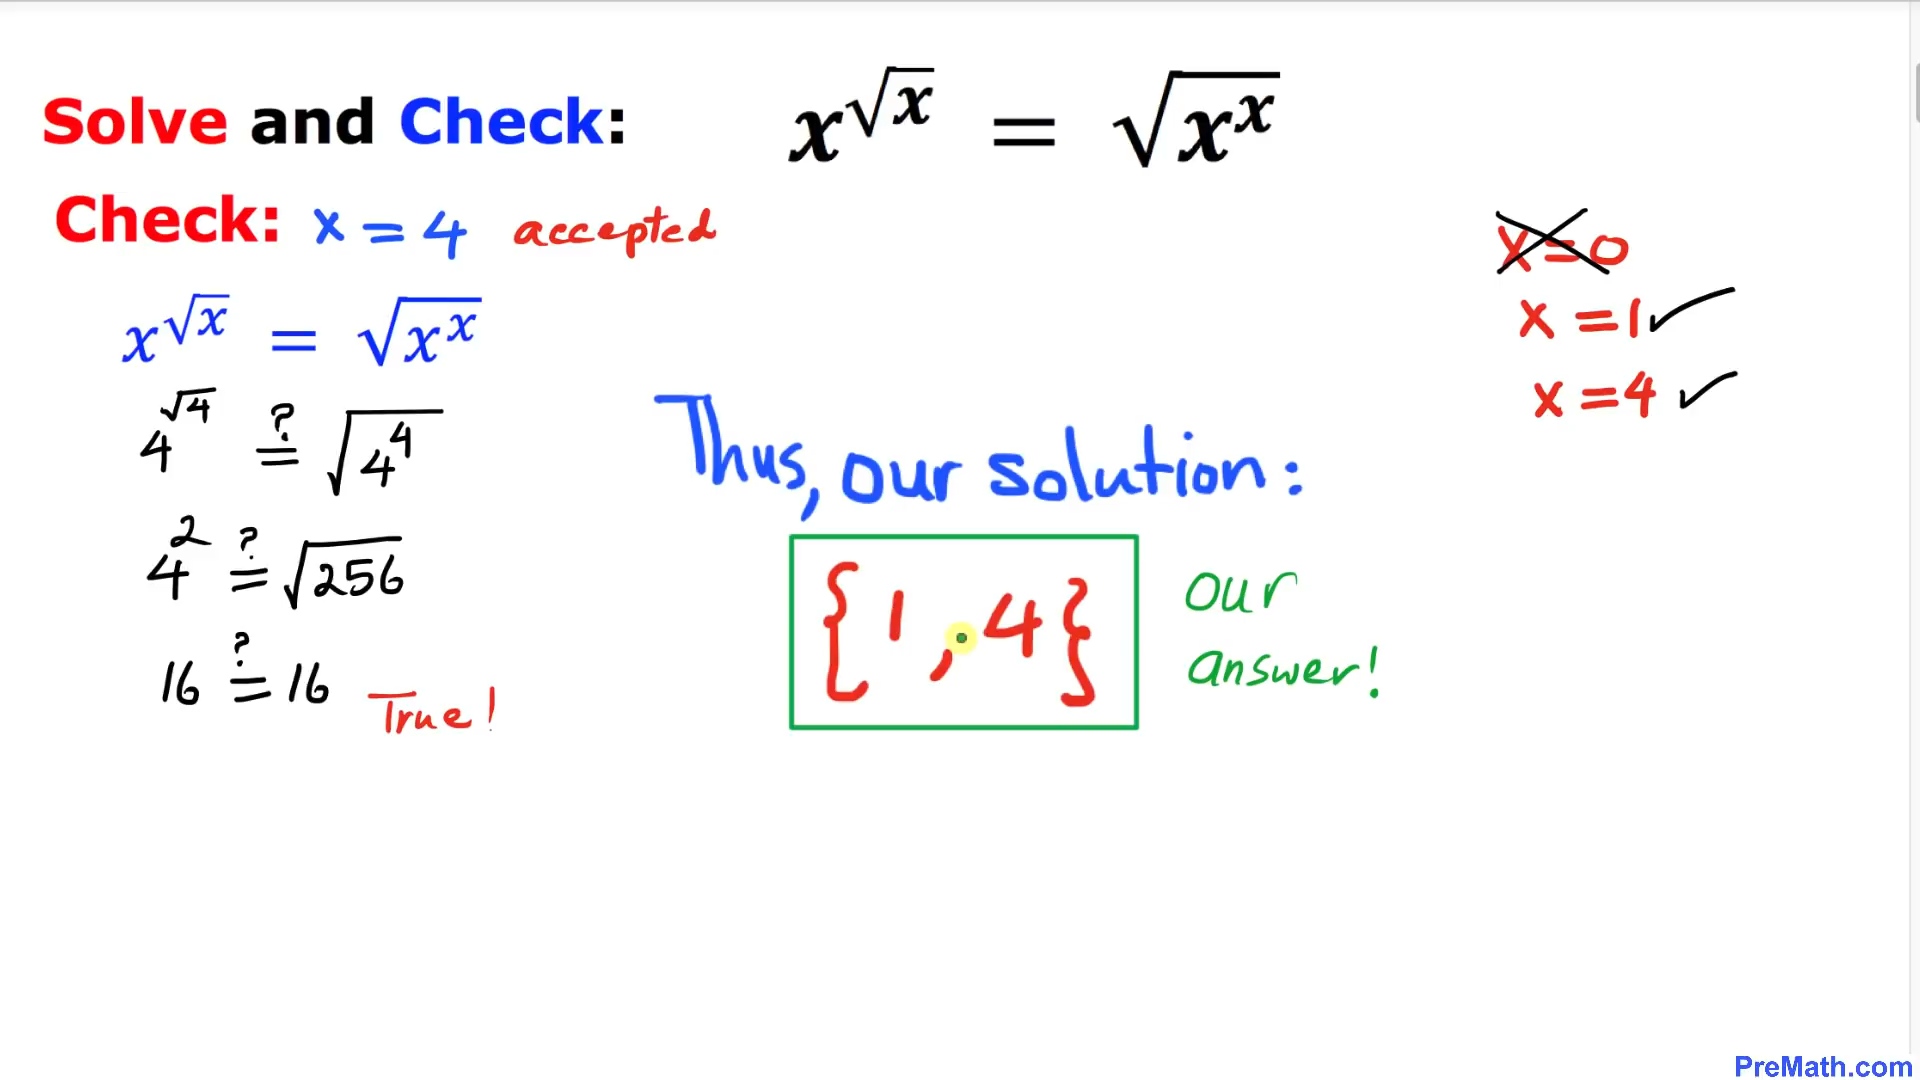 Solve and Check: x^√x = √(x^x)
Check: x = 4 accepted
x = 0
x = 1 ✓
x = 4 ✓
x^√x = √(x^x)
4^√4 ≟ √(4^4)
4^2 ≟ √256
16 ≟ 16 True!
Thus, our solution:
{1, 4}
our
answer!
PreMath.com